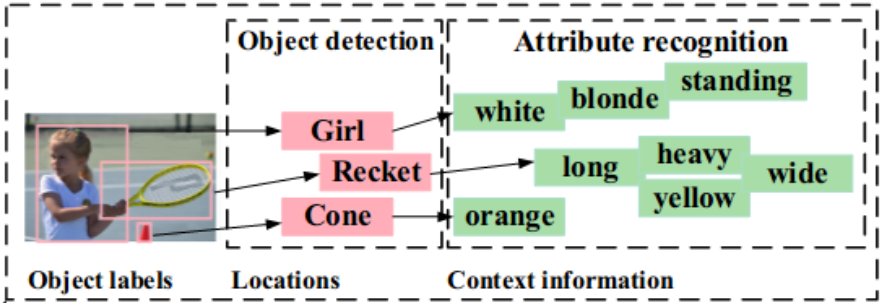 Object detection
Attribute recognition
Girl
white
blonde
standing
Recket
long
heavy
yellow
wide
Cone
orange
Object labels
Locations
Context information